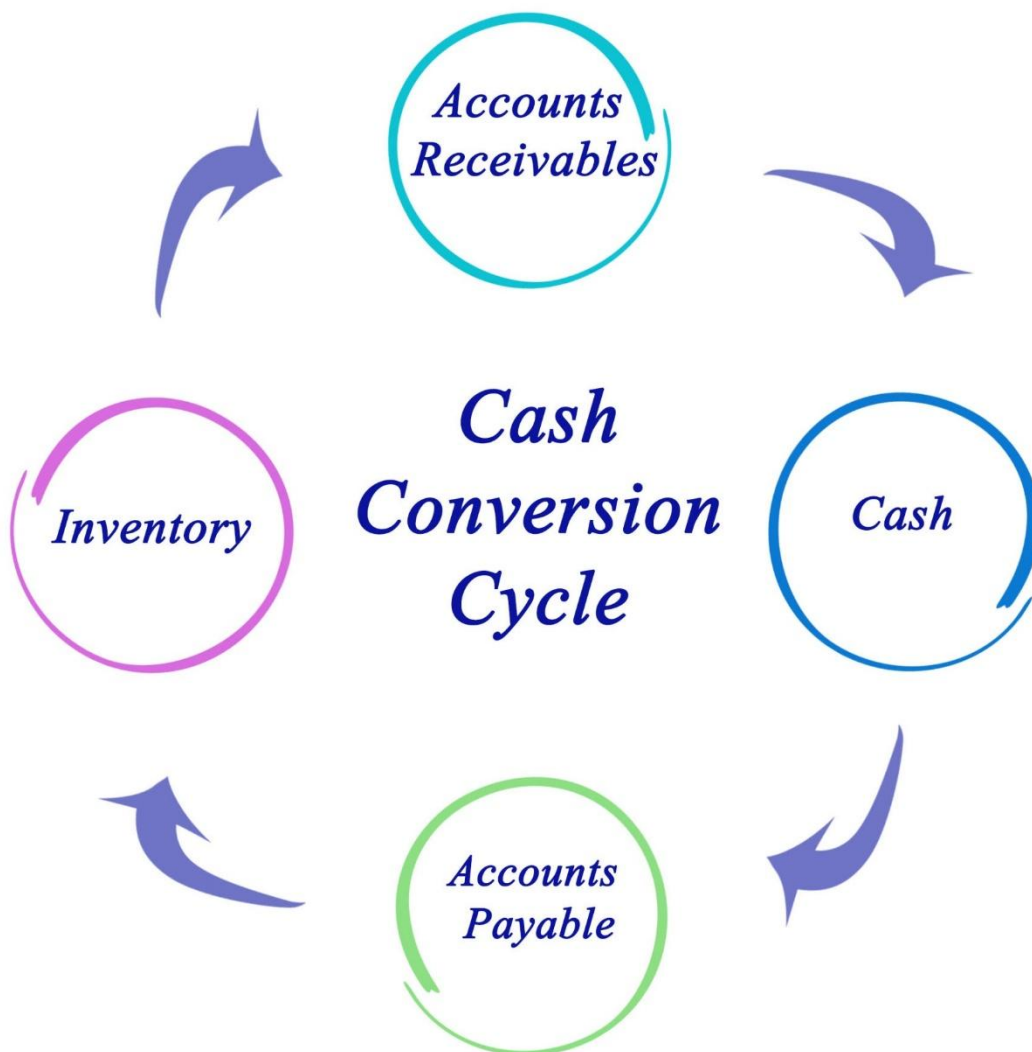 Accounts
Receivables
Cash
Conversion
Cycle
Inventory
Cash
Accounts
Payable